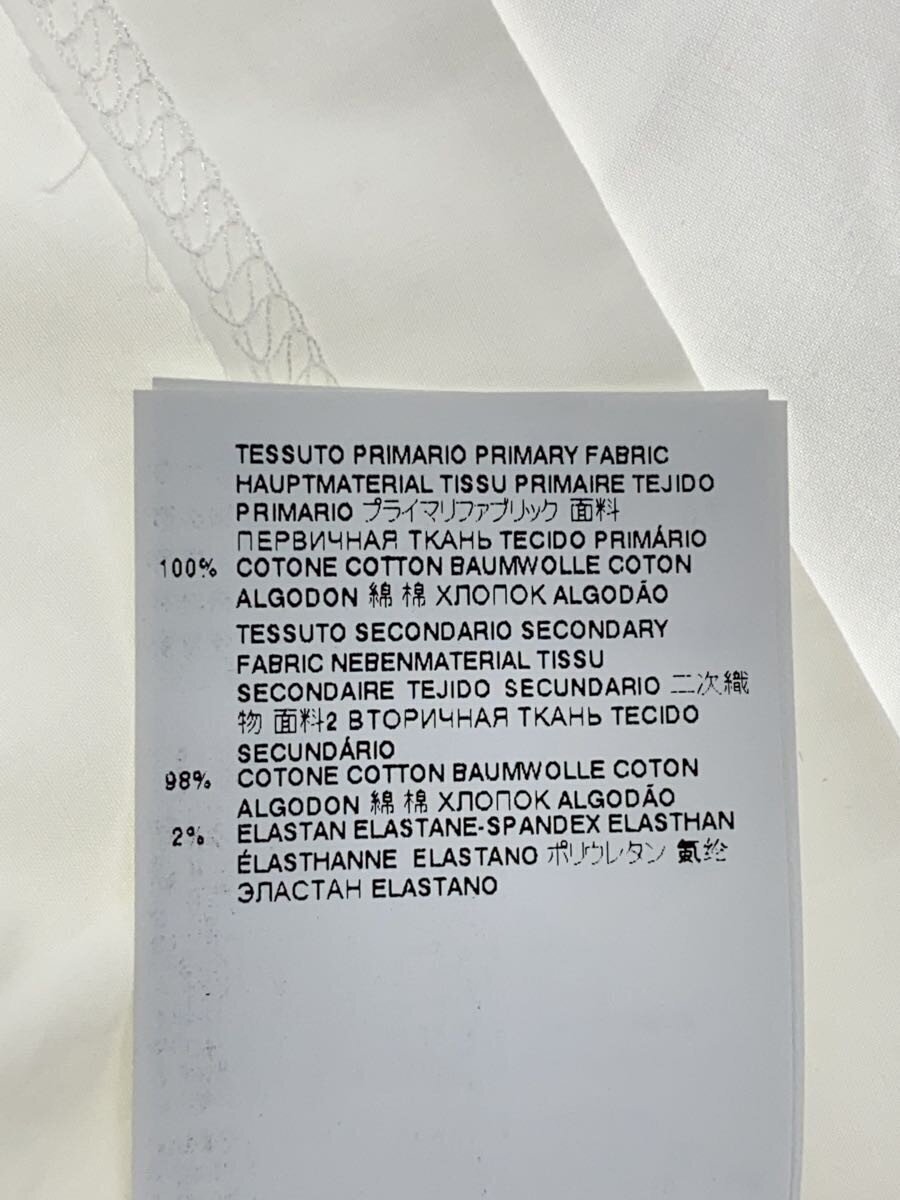 TESSUTO PRIMARIO PRIMARY FABRIC
HAUPTMATERIAL TISSU PRIMAIRE TEJIDO
PRIMARIO プライマリファブリック 面料
ПЕРВИЧНАЯ ТКАНЬ TECIDO PRIMÁRIO
100% COTONE COTTON BAUMWOLLE COTON
ALGODON 綿 棉 ХЛОПОК ALGODÃO
TESSUTO SECONDARIO SECONDARY
FABRIC NEBENMATERIAL TISSU
SECONDAIRE TEJIDO SECUNDARIO 二次織
物 面料2 ВТОРИЧНАЯ ТКАНЬ TECIDO
SECUNDÁRIO
98% COTONE COTTON BAUMWOLLE COTON
ALGODON 綿 棉 ХЛОПОК ALGODÃO
2% ELASTAN ELASTANE-SPANDEX ELASTHAN
ÉLASTHANNE ELASTANO ポリウレタン 氨纶
ЭЛАСТАН ELASTANO